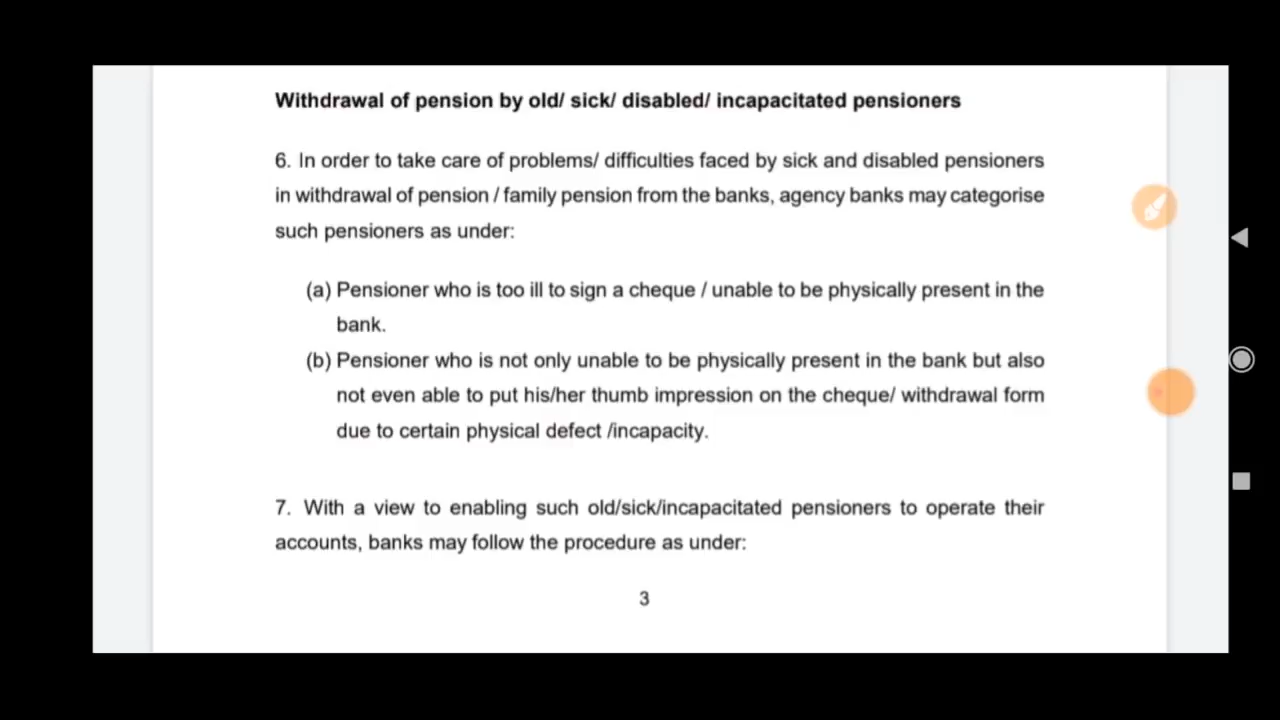 Withdrawal of pension by old/ sick/ disabled/ incapacitated pensioners
6. In order to take care of problems/ difficulties faced by sick and disabled pensioners
in withdrawal of pension / family pension from the banks, agency banks may categorise
such pensioners as under:
(a) Pensioner who is too ill to sign a cheque / unable to be physically present in the
bank.
(b) Pensioner who is not only unable to be physically present in the bank but also
not even able to put his/her thumb impression on the cheque/ withdrawal form
due to certain physical defect /incapacity.
7. With a view to enabling such old/sick/incapacitated pensioners to operate their
accounts, banks may follow the procedure as under:
3